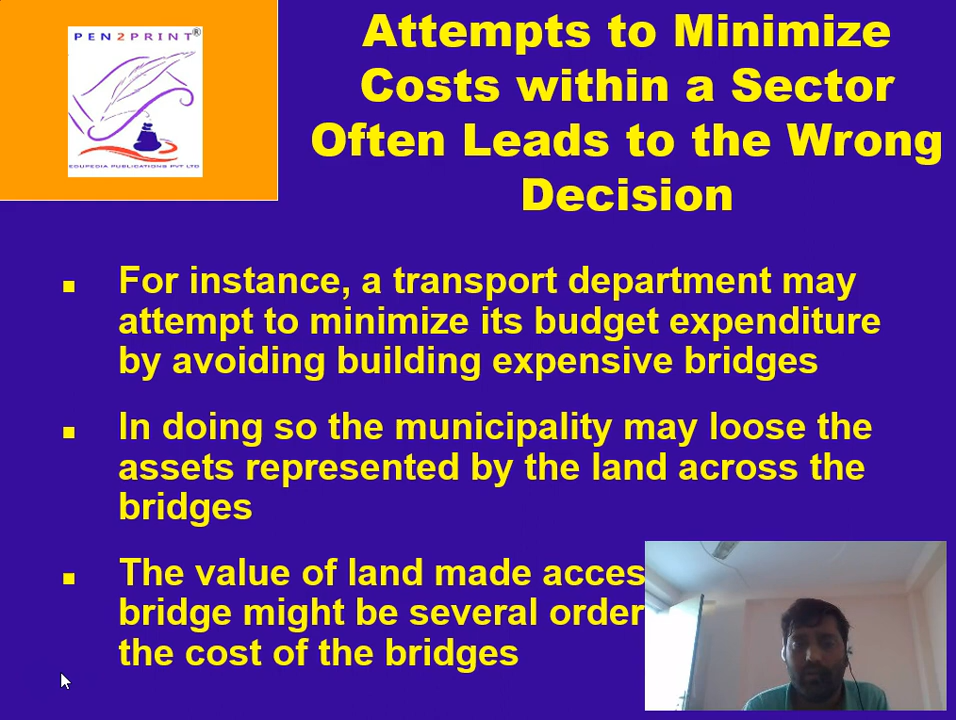 PEN2PRINT®
EDUPEDIA PUBLICATIONS PVT LTD
Attempts to Minimize
Costs within a Sector
Often Leads to the Wrong
Decision
For instance, a transport department may
attempt to minimize its budget expenditure
by avoiding building expensive bridges
In doing so the municipality may loose the
assets represented by the land across the
bridges
The value of land made acces
bridge might be several order
the cost of the bridges